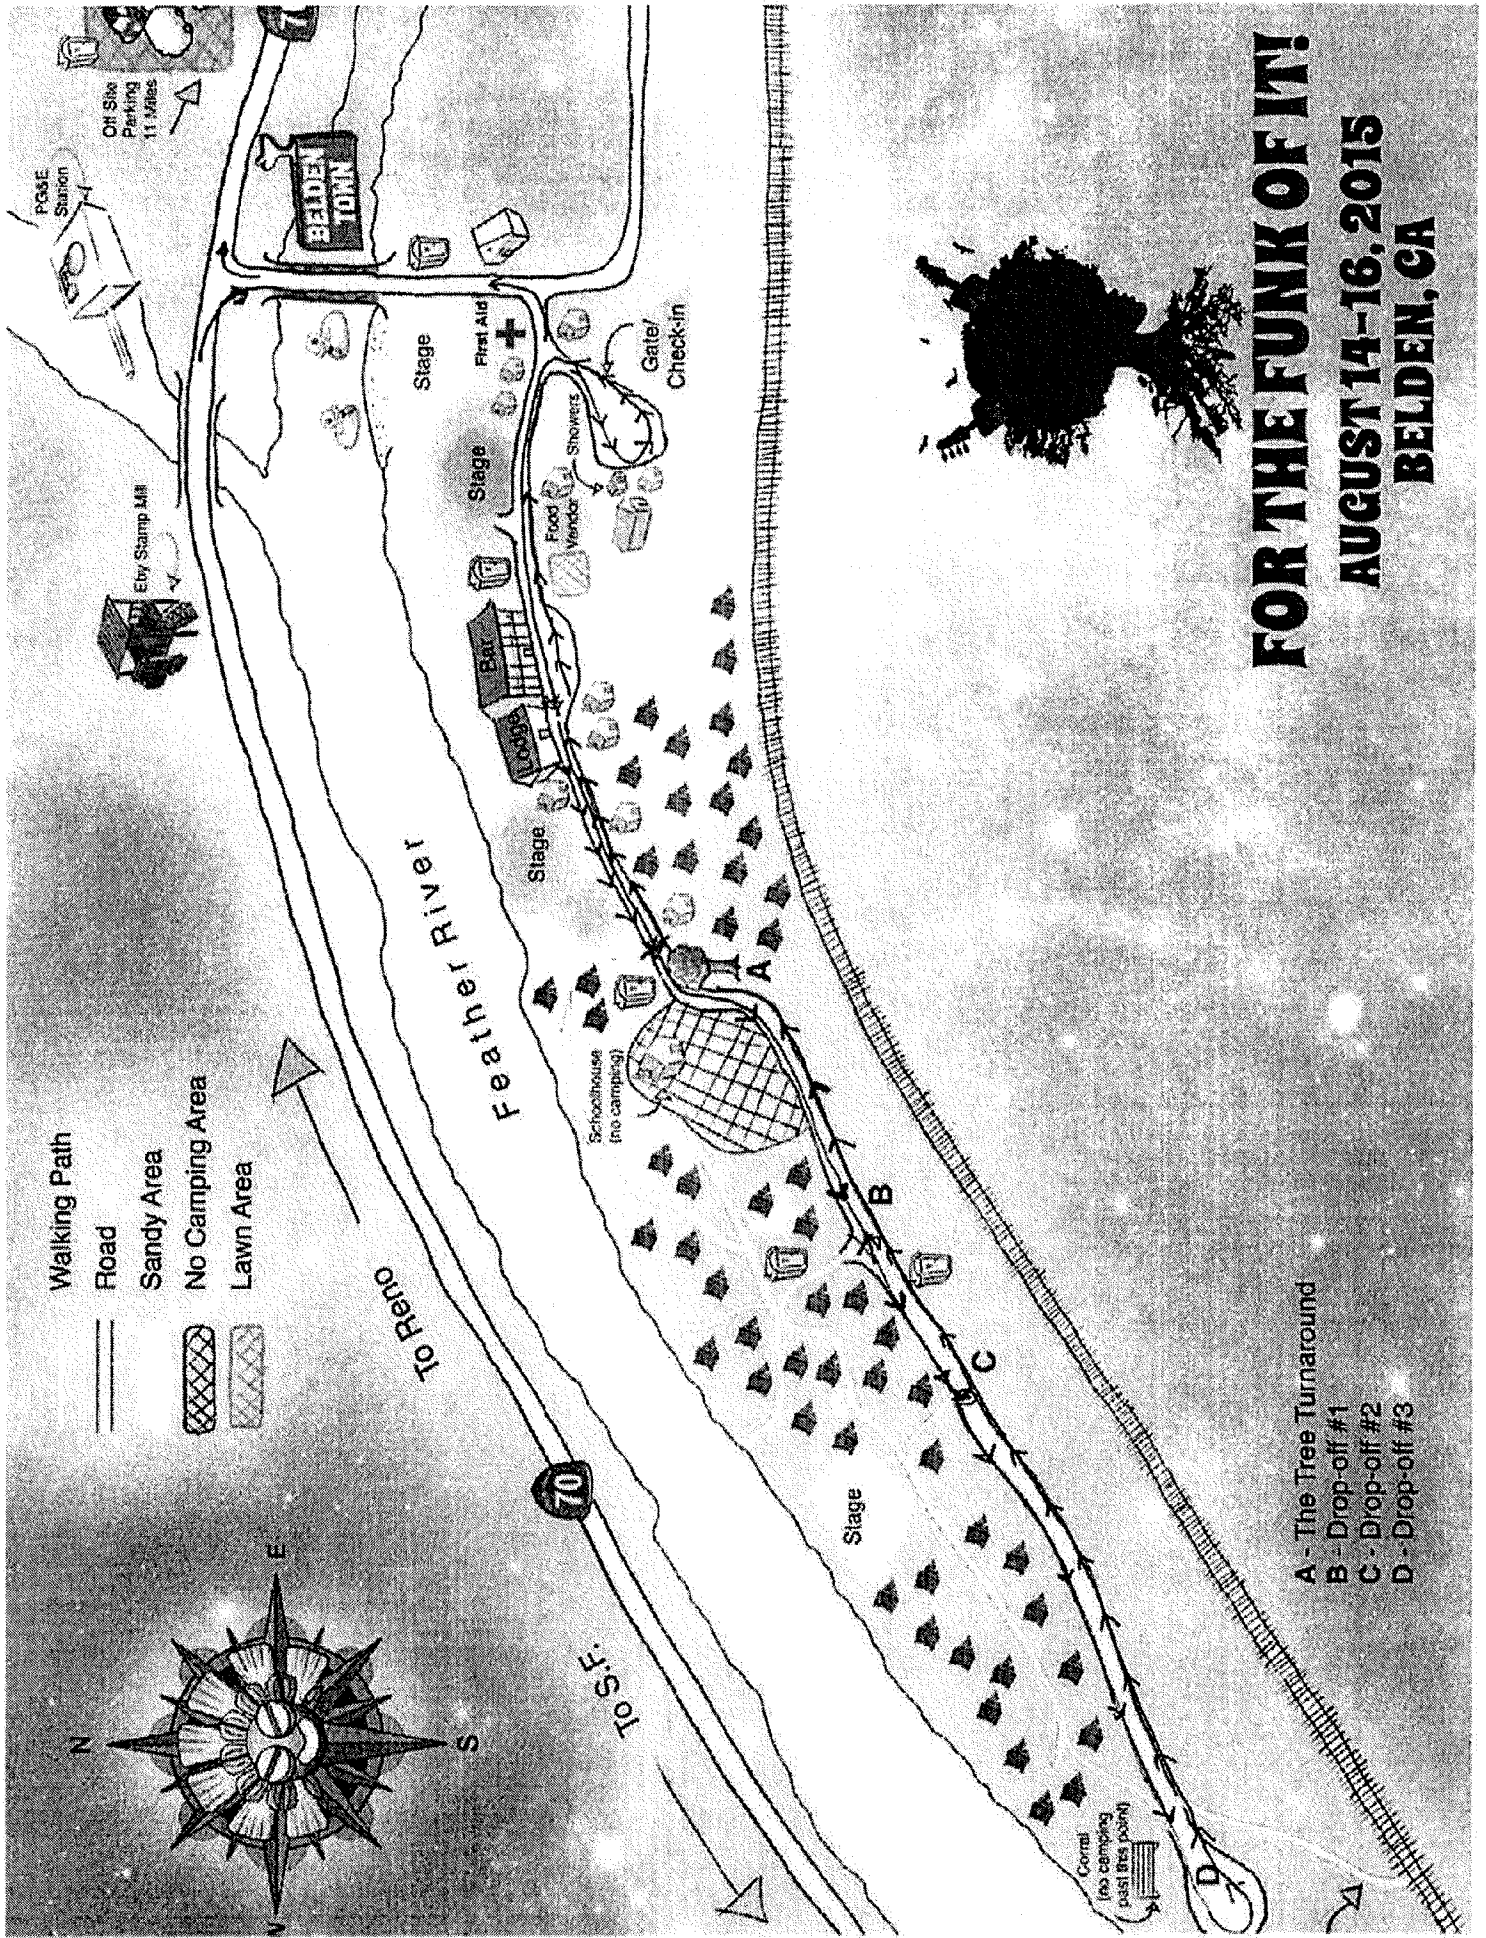 N
E
S
Walking Path
Road
Sandy Area
No Camping Area
Lawn Area
To Reno
To S.F.
70
Eby Stamp Mill
PG&E
Station
Off Site
Parking
11 Miles
7
BELDEN
TOWN
Feather River
Stage
Stage
First Aid
Bar
Lodge
Stage
Food
Vendor
Showers
Gate/
Check-in
Schoolhouse
(no camping)
A
B
C
Stage
Corral
(no camping
past this point)
D
A - The Tree Turnaround
B - Drop-off #1
C - Drop-off #2
D - Drop-off #3
FOR THE FUNK OF IT!
AUGUST 14-16, 2015
BELDEN, CA